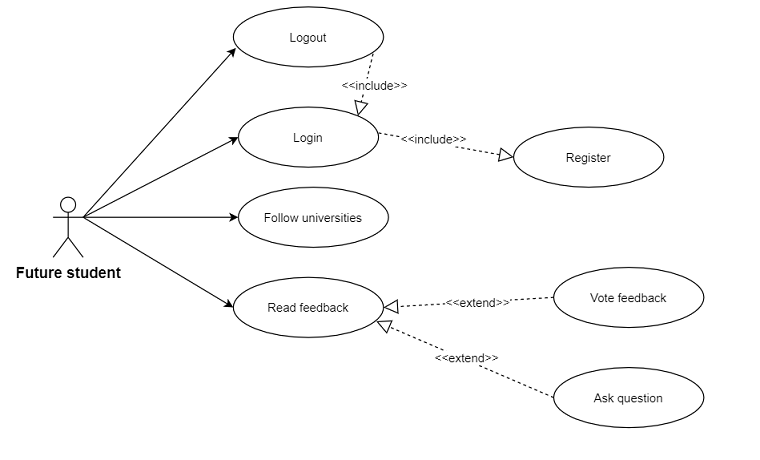 Logout
<<include>>
Login
<<include>>
Register
Follow universities
Future student
Read feedback
<<extend>>
Vote feedback
<<extend>>
Ask question